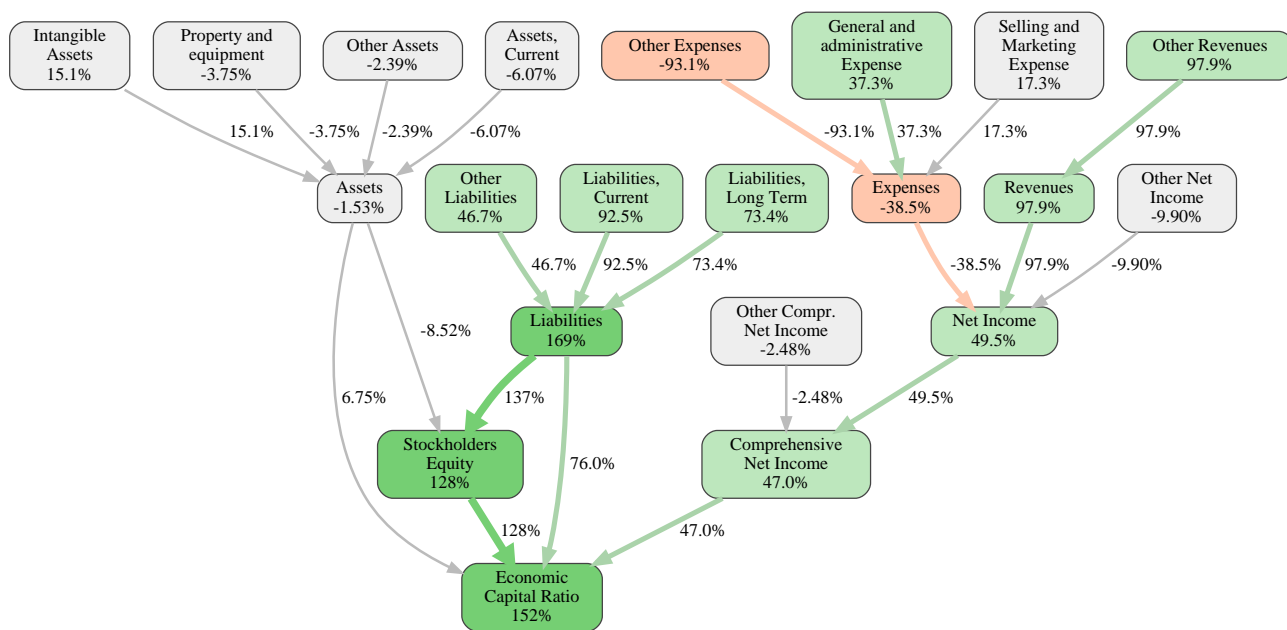 Intangible
Assets
15.1%
Property and
equipment
-3.75%
Other Assets
-2.39%
Assets,
Current
-6.07%
Other Expenses
-93.1%
General and
administrative
Expense
37.3%
Selling and
Marketing
Expense
17.3%
Other Revenues
97.9%
15.1%
-3.75%
-2.39%
-6.07%
-93.1%
37.3%
17.3%
97.9%
Assets
-1.53%
Other
Liabilities
46.7%
Liabilities,
Current
92.5%
Liabilities,
Long Term
73.4%
Expenses
-38.5%
Revenues
97.9%
Other Net
Income
-9.90%
46.7%
92.5%
73.4%
-38.5%
97.9%
-9.90%
-8.52%
Liabilities
169%
Other Compr.
Net Income
-2.48%
Net Income
49.5%
6.75%
137%
-2.48%
49.5%
Stockholders
Equity
128%
76.0%
Comprehensive
Net Income
47.0%
128%
47.0%
Economic
Capital Ratio
152%